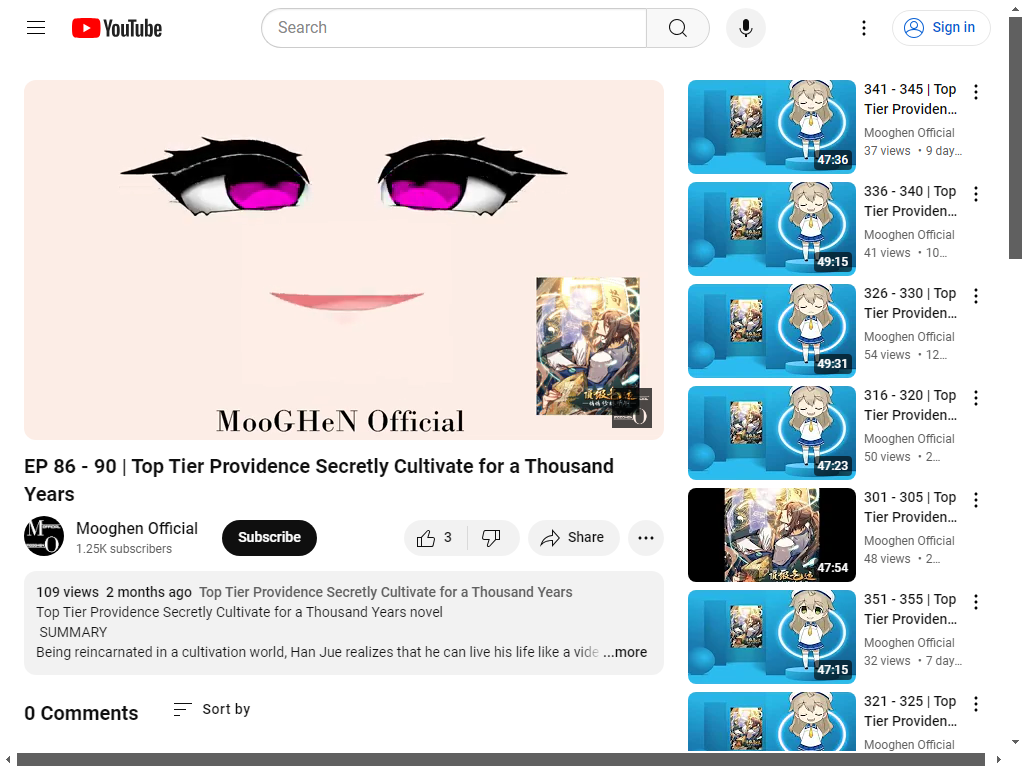 YouTube
Search
Sign in
MooGHeN Official
EP 86 - 90 | Top Tier Providence Secretly Cultivate for a Thousand
Years
Mooghen Official
1.25K subscribers
Subscribe
3
Share
109 views 2 months ago Top Tier Providence Secretly Cultivate for a Thousand Years
Top Tier Providence Secretly Cultivate for a Thousand Years novel
SUMMARY
Being reincarnated in a cultivation world, Han Jue realizes that he can live his life like a vide ...more
0 Comments
Sort by
341 - 345 | Top
Tier Providen…
Mooghen Official
37 views • 9 day…
47:36
336 - 340 | Top
Tier Providen…
Mooghen Official
41 views • 10…
49:15
326 - 330 | Top
Tier Providen…
Mooghen Official
54 views • 12…
49:31
316 - 320 | Top
Tier Providen…
Mooghen Official
50 views • 2…
47:23
301 - 305 | Top
Tier Providen…
Mooghen Official
48 views • 2…
47:54
351 - 355 | Top
Tier Providen…
Mooghen Official
32 views • 7 day…
47:15
321 - 325 | Top
Tier Providen…
Mooghen Official